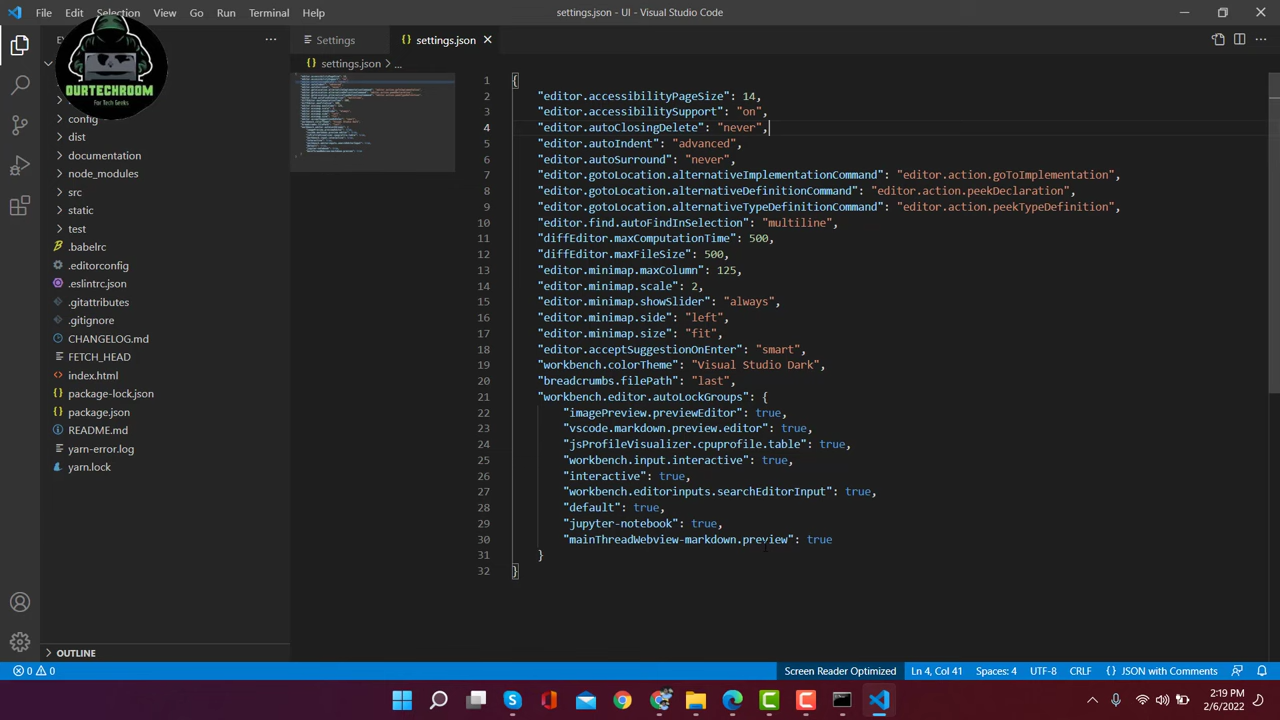 File Edit Selection View Go Run Terminal Help
settings.json - UI - Visual Studio Code
OURTECHROOM
For Tech Geeks
config
dist
documentation
node_modules
src
static
test
.babelrc
.editorconfig
.eslintrc.json
.gitattributes
.gitignore
CHANGELOG.md
FETCH_HEAD
index.html
package-lock.json
package.json
README.md
yarn-error.log
yarn.lock
OUTLINE
Settings
settings.json
settings.json > ...
1 {
2 "editor.accessibilityPageSize":
3 "editor.accessibilitySupport": "on",
4 "editor.autoClosingDelete": "never",
5 "editor.autoIndent": "advanced",
6 "editor.autoSurround": "never",
7 "editor.gotoLocation.alternativeImplementationCommand": "editor.action.goToImplementation",
8 "editor.gotoLocation.alternativeDefinitionCommand": "editor.action.peekDeclaration",
9 "editor.gotoLocation.alternativeTypeDefinitionCommand": "editor.action.peekTypeDefinition",
10 "editor.find.autoFindInSelection": "multiline",
11 "diffEditor.maxComputationTime": 500,
12 "diffEditor.maxFileSize": 500,
13 "editor.minimap.maxColumn": 125,
14 "editor.minimap.scale": 2,
15 "editor.minimap.showSlider": "always",
16 "editor.minimap.side": "left",
17 "editor.minimap.size": "fit",
18 "editor.acceptSuggestionOnEnter": "smart",
19 "workbench.colorTheme": "Visual Studio Dark",
20 "breadcrumbs.filePath": "last",
21 "workbench.editor.autoLockGroups": {
22 "imagePreview.previewEditor": true,
23 "vscode.markdown.preview.editor": true,
24 "jsProfileVisualizer.cpuprofile.table": true,
25 "workbench.input.interactive": true,
26 "interactive": true,
27 "workbench.editorinputs.searchEditorInput": true,
28 "default": true,
29 "jupyter-notebook": true,
30 "mainThreadWebview-markdown.preview": true
31 }
32 }
0 0 Screen Reader Optimized Ln 4, Col 41 Spaces: 4 UTF-8 CRLF {} JSON with Comments
2:19 PM
2/6/2022